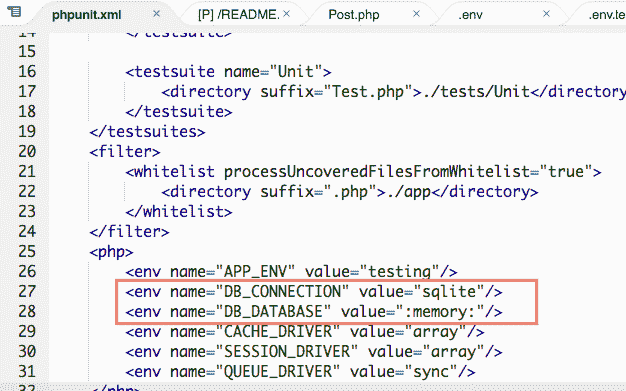 phpunit.xml × [P] /README. × Post.php × .env × .env.te
14 </testsuite>
15
16 <testsuite name="Unit">
17 <directory suffix="Test.php">./tests/Unit</directory
18 </testsuite>
19 </testsuites>
20 <filter>
21 <whitelist processUncoveredFilesFromWhitelist="true">
22 <directory suffix=".php">./app</directory>
23 </whitelist>
24 </filter>
25 <php>
26 <env name="APP_ENV" value="testing"/>
27 <env name="DB_CONNECTION" value="sqlite"/>
28 <env name="DB_DATABASE" value=":memory:"/>
29 <env name="CACHE_DRIVER" value="array"/>
30 <env name="SESSION_DRIVER" value="array"/>
31 <env name="QUEUE_DRIVER" value="sync"/>
32 </php>